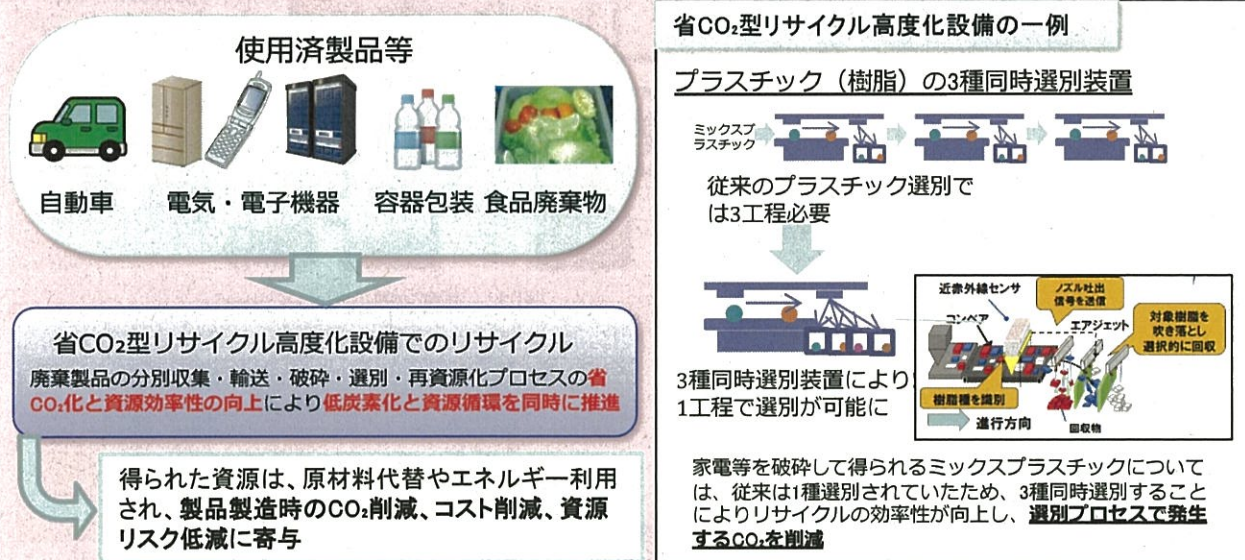 使用済製品等
自動車
電気・電子機器
容器包装
食品廃棄物
省CO₂型リサイクル高度化設備でのリサイクル
廃棄製品の分別収集・輸送・破砕・選別・再資源化プロセスの省
CO₂化と資源効率性の向上により低炭素化と資源循環を同時に推進
得られた資源は、原材料代替やエネルギー利用
され、製品製造時のCO₂削減、コスト削減、資源
リスク低減に寄与
省CO₂型リサイクル高度化設備の一例
プラスチック（樹脂）の3種同時選別装置
ミックスプ
ラスチック
従来のプラスチック選別で
は3工程必要
3種同時選別装置により
1工程で選別が可能に
近赤外線センサ
ノズル吐出
信号を送信
コンベア
エアジェット
対象樹脂を
吹き落とし
選択的に回収
樹脂種を識別
進行方向
回収物
家電等を破砕して得られるミックスプラスチックについて
は、従来は1種選別されていたため、3種同時選別すること
によりリサイクルの効率性が向上し、選別プロセスで発生
するCO₂を削減